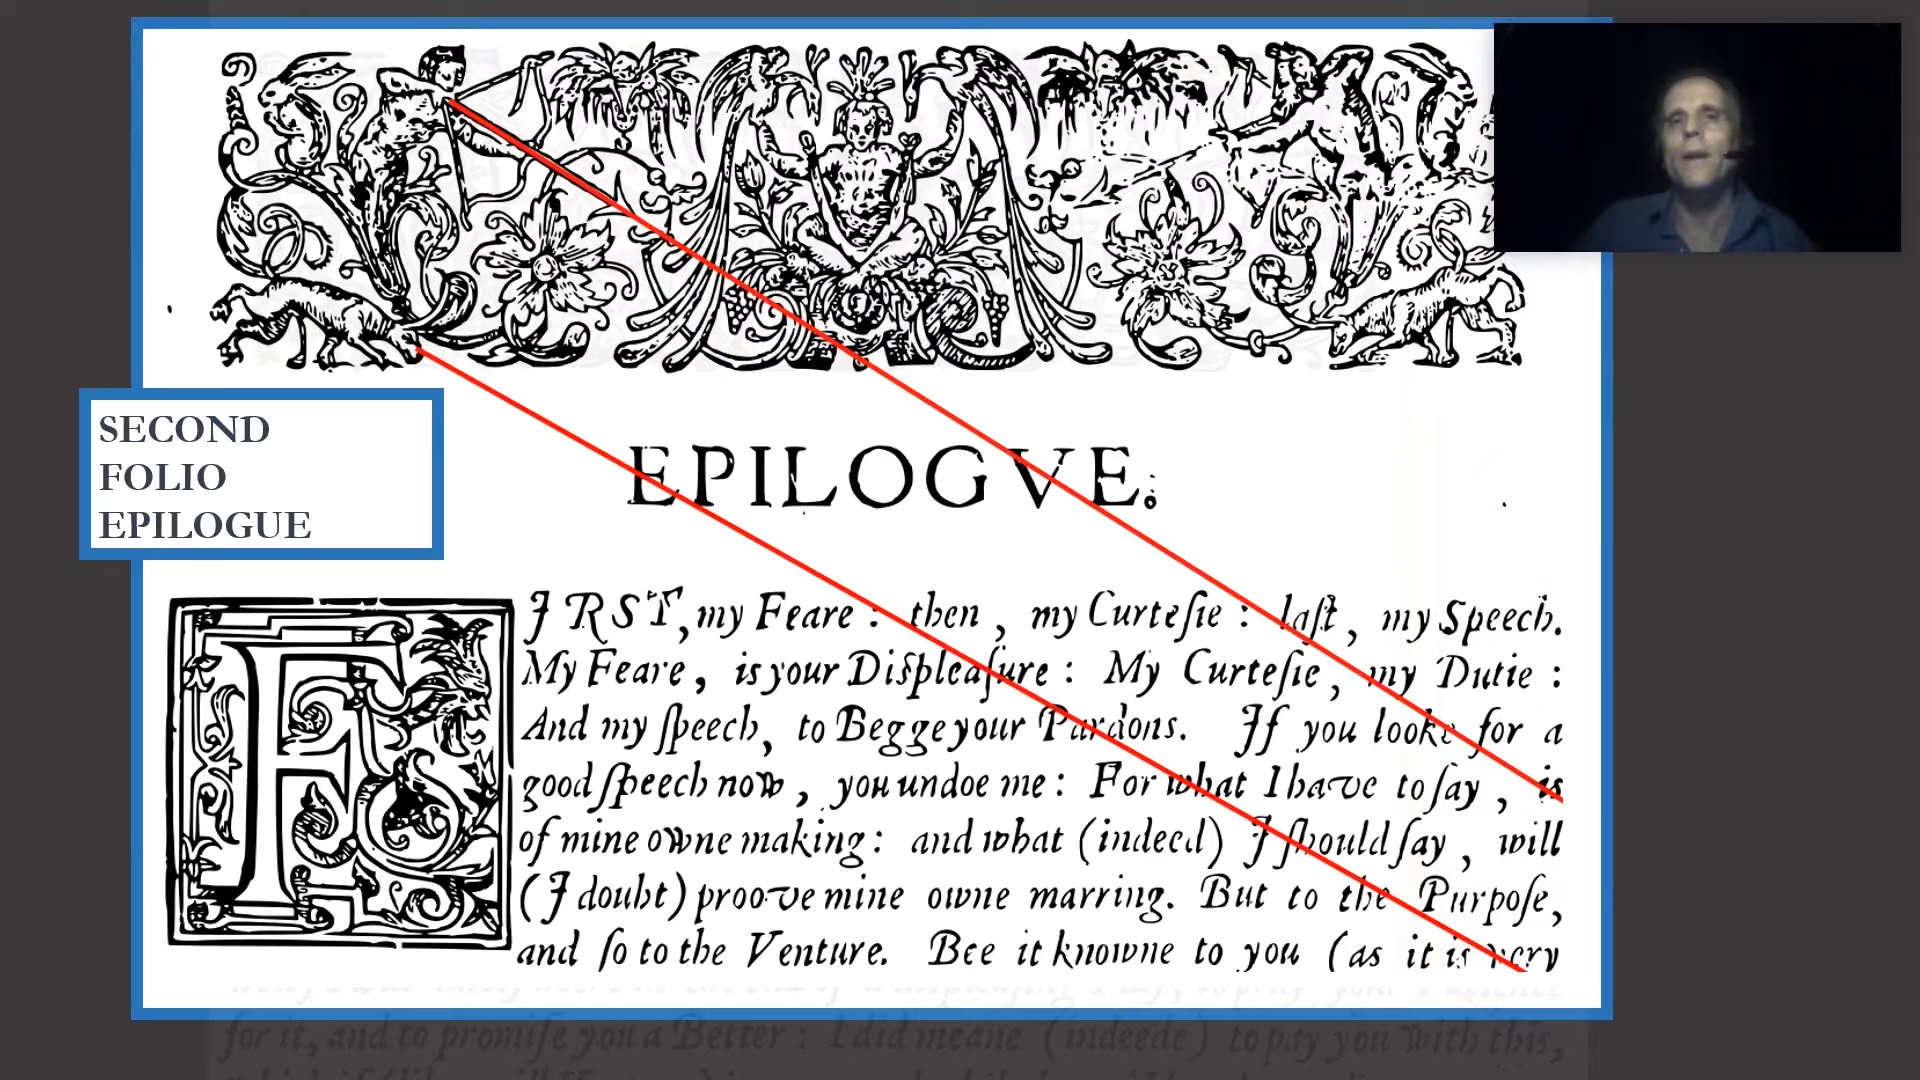 SECOND
FOLIO
EPILOGUE
EPILOGVE.
FIRST, my Feare: then, my Curteſie: laſt, my Speech.
My Feare, is your Diſpleaſure: My Curteſie, my Dutie:
And my ſpeech, to Begge your Pardons. If you looke for a
good ſpeech now, you undoe me: For what I have to ſay, is
of mine owne making: and what (indeed) I ſhould ſay, will
(I doubt) proove mine owne marring. But to the Purpoſe,
and ſo to the Venture. Bee it knowne to you (as it is very
for it, and to promiſe you a Better: I did meane (indeede) to pay you with this,